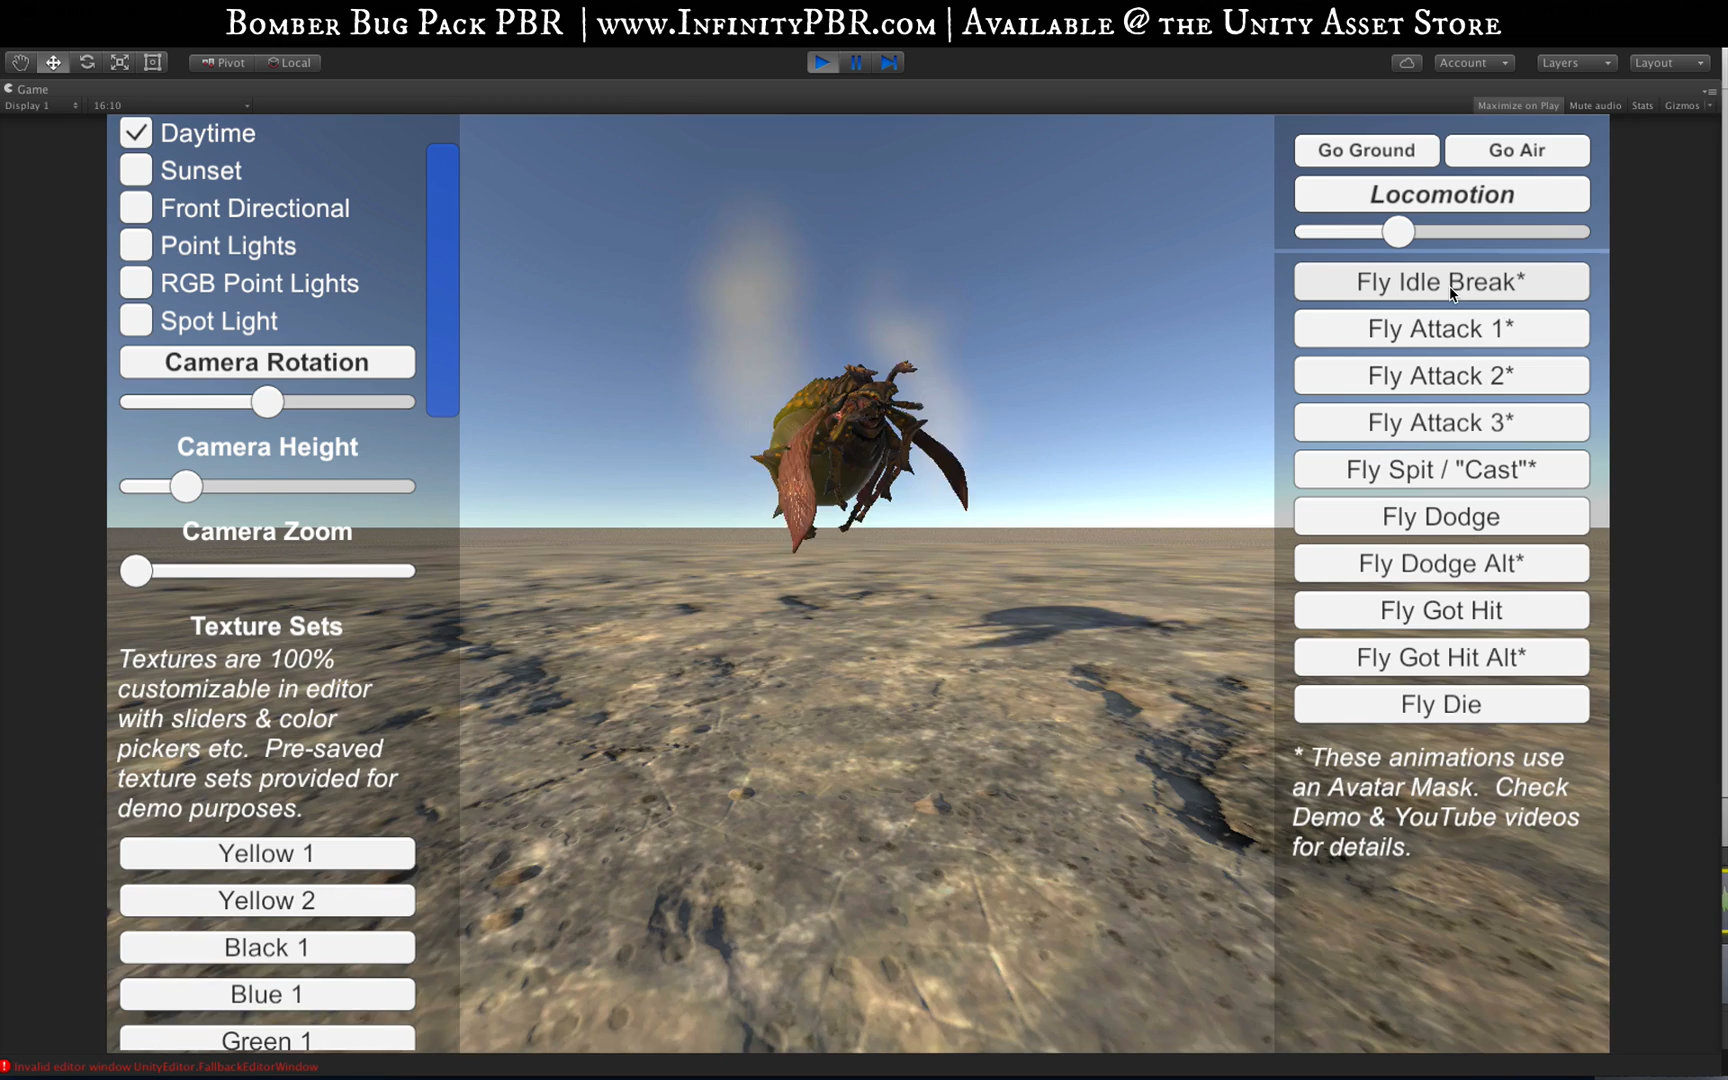 Bomber Bug Pack PBR | www.InfinityPBR.com | Available @ the Unity Asset Store
Pivot Local Account Layers Layout
Game
Display 1 16:10 Maximize on Play Mute audio Stats Gizmos
Daytime
Sunset
Front Directional
Point Lights
RGB Point Lights
Spot Light
Camera Rotation
Camera Height
Camera Zoom
Texture Sets
Textures are 100%
customizable in editor
with sliders & color
pickers etc. Pre-saved
texture sets provided for
demo purposes.
Yellow 1
Yellow 2
Black 1
Blue 1
Green 1
Go Ground Go Air
Locomotion
Fly Idle Break*
Fly Attack 1*
Fly Attack 2*
Fly Attack 3*
Fly Spit / "Cast"*
Fly Dodge
Fly Dodge Alt*
Fly Got Hit
Fly Got Hit Alt*
Fly Die
* These animations use
an Avatar Mask. Check
Demo & YouTube videos
for details.
Invalid editor window UnityEditor.FallbackEditorWindow